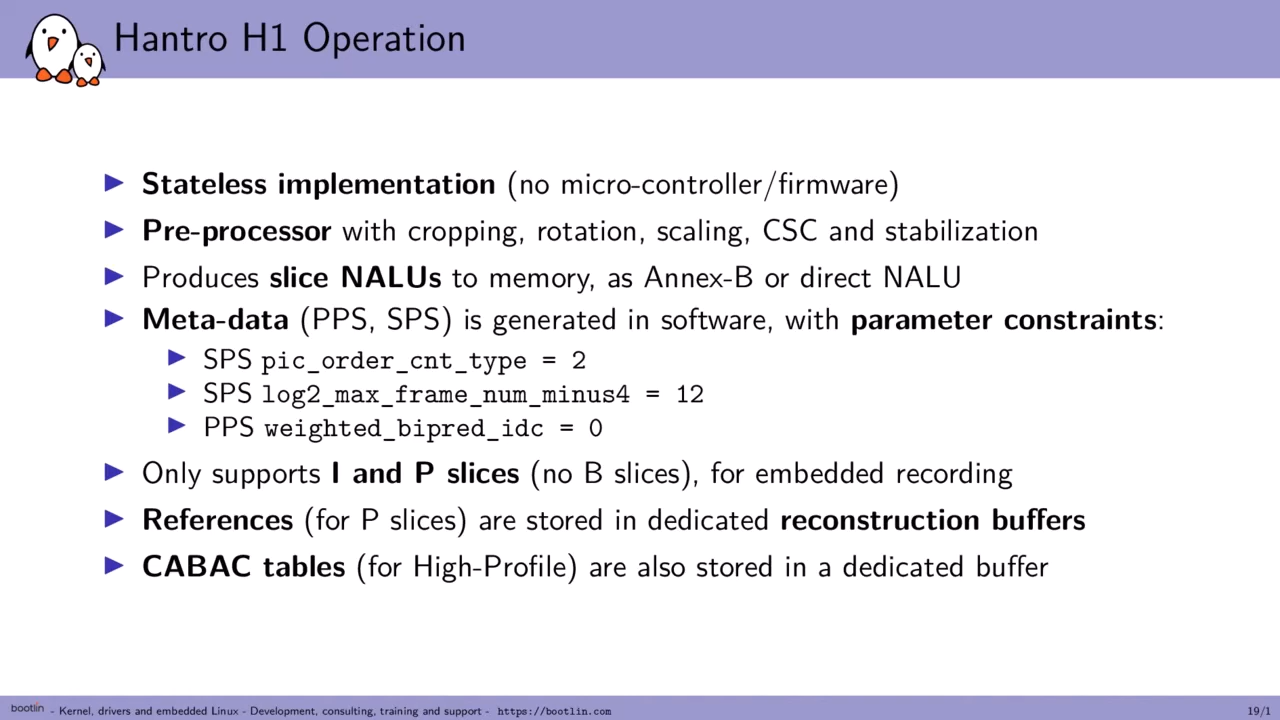 Hantro H1 Operation
Stateless implementation (no micro-controller/firmware)
Pre-processor with cropping, rotation, scaling, CSC and stabilization
Produces slice NALUs to memory, as Annex-B or direct NALU
Meta-data (PPS, SPS) is generated in software, with parameter constraints:
SPS pic_order_cnt_type = 2
SPS log2_max_frame_num_minus4 = 12
PPS weighted_bipred_idc = 0
Only supports I and P slices (no B slices), for embedded recording
References (for P slices) are stored in dedicated reconstruction buffers
CABAC tables (for High-Profile) are also stored in a dedicated buffer
bootlin - Kernel, drivers and embedded Linux - Development, consulting, training and support - https://bootlin.com 19/1